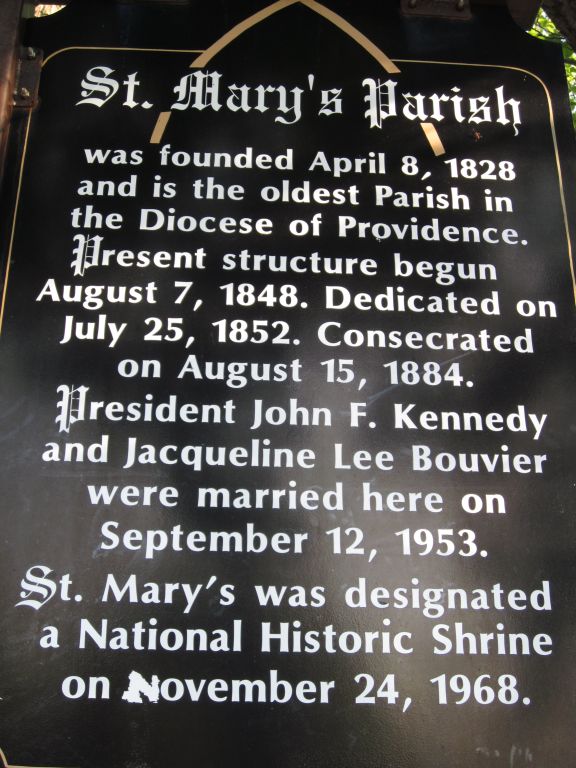 St. Mary's Parish
was founded April 8, 1828
and is the oldest Parish in
the Diocese of Providence.
Present structure begun
August 7, 1848. Dedicated on
July 25, 1852. Consecrated
on August 15, 1884.
President John F. Kennedy
and Jacqueline Lee Bouvier
were married here on
September 12, 1953.
St. Mary's was designated
a National Historic Shrine
on November 24, 1968.